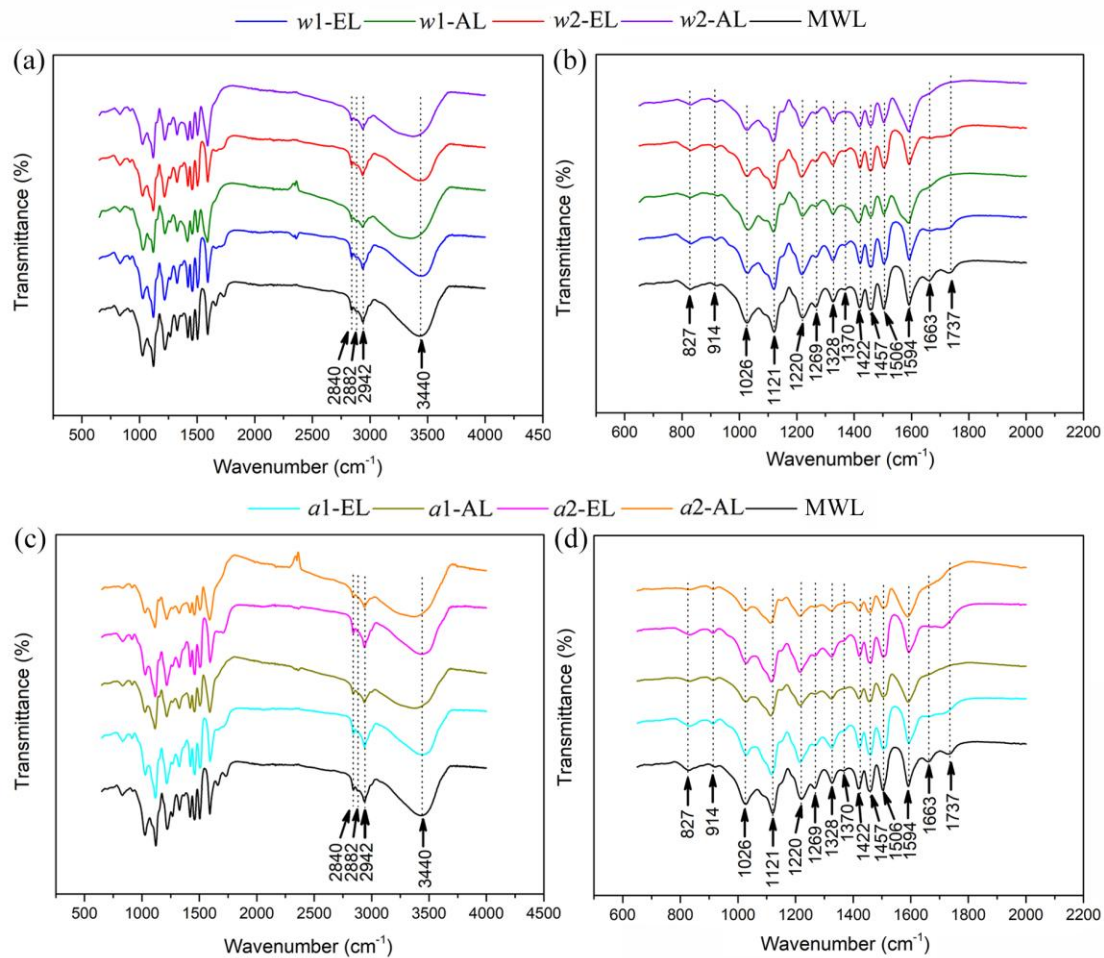 w1-EL w1-AL w2-EL w2-AL MWL
(a)
Transmittance (%)
2840
2882
2942
3440
500 1000 1500 2000 2500 3000 3500 4000 450
Wavenumber (cm⁻¹)
(b)
Transmittance (%)
827
914
1026
1121
1220
1269
1328
1370
1422
1457
1506
1594
1663
1737
600 800 1000 1200 1400 1600 1800 2000 2200
Wavenumber (cm⁻¹)
a1-EL a1-AL a2-EL a2-AL MWL
(c)
Transmittance (%)
2840
2882
2942
3440
500 1000 1500 2000 2500 3000 3500 4000 4500
Wavenumber (cm⁻¹)
(d)
Transmittance (%)
827
914
1026
1121
1220
1269
1328
1370
1422
1457
1506
1594
1663
1737
600 800 1000 1200 1400 1600 1800 2000 2200
Wavenumber (cm⁻¹)